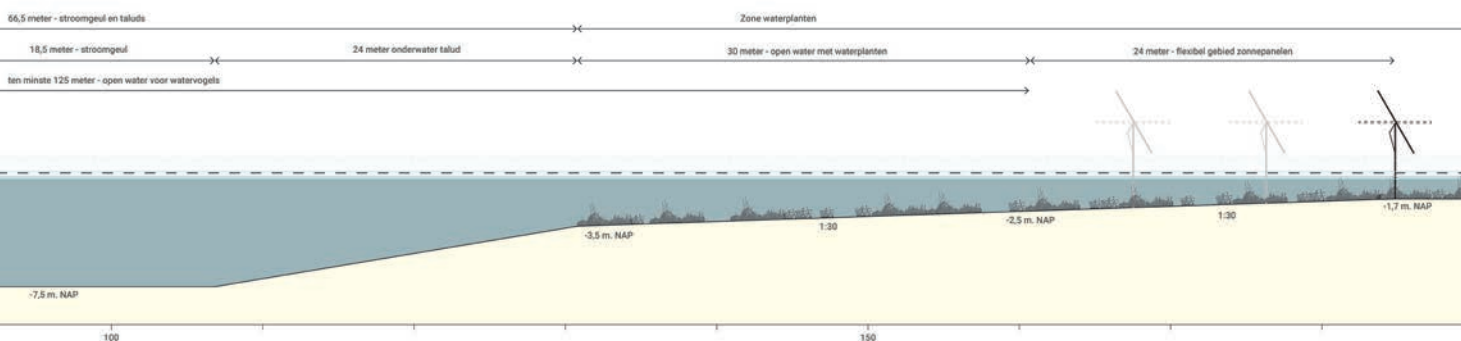 66,5 meter - stroomgeul en taluds
Zone waterplanten
18,5 meter - stroomgeul
24 meter onderwater talud
30 meter - open water met waterplanten
24 meter - flexibel gebied zonnepanelen
ten minste 125 meter - open water voor watervogels
-3,5 m. NAP
1:30
-2,5 m. NAP
1:30
-1,7 m. NAP
-7,5 m. NAP
100
150